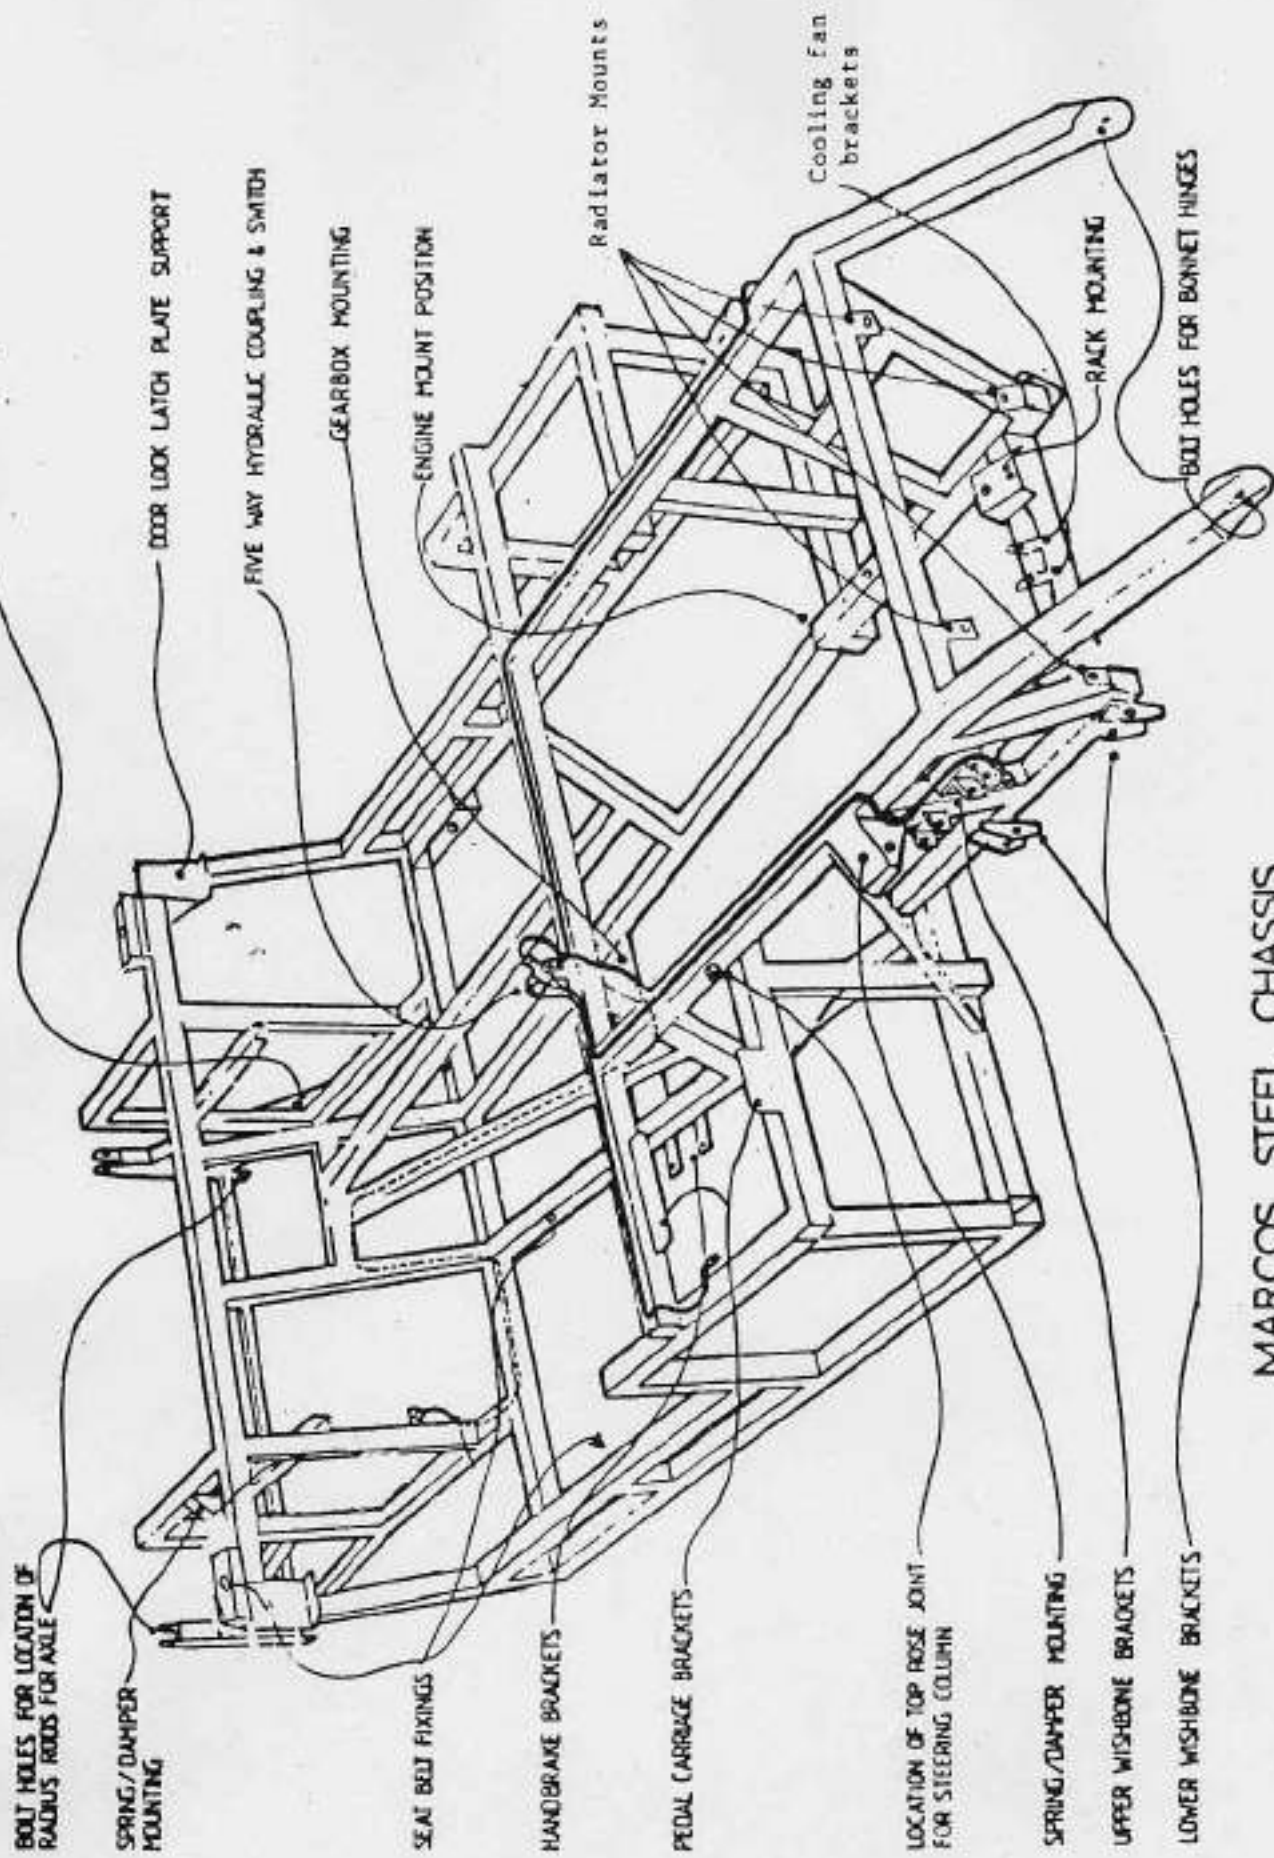 BOLT HOLES FOR LOCATION OF
RADIUS RODS FOR AXLE
SPRING/DAMPER
MOUNTING
SEAT BELT FIXINGS
HANDBRAKE BRACKETS
PEDAL CARRIAGE BRACKETS
LOCATION OF TOP ROSE JOINT
FOR STEERING COLUMN
SPRING/DAMPER MOUNTING
UPPER WISHBONE BRACKETS
LOWER WISHBONE BRACKETS
DOOR LOCK LATCH PLATE SUPPORT
FIVE WAY HYDRAULIC COUPLING & SWITCH
GEARBOX MOUNTING
ENGINE MOUNT POSITION
Radiator Mounts
Cooling fan
brackets
RACK MOUNTING
BOLT HOLES FOR BONNET HINGES
MARCOS STEEL CHASSIS